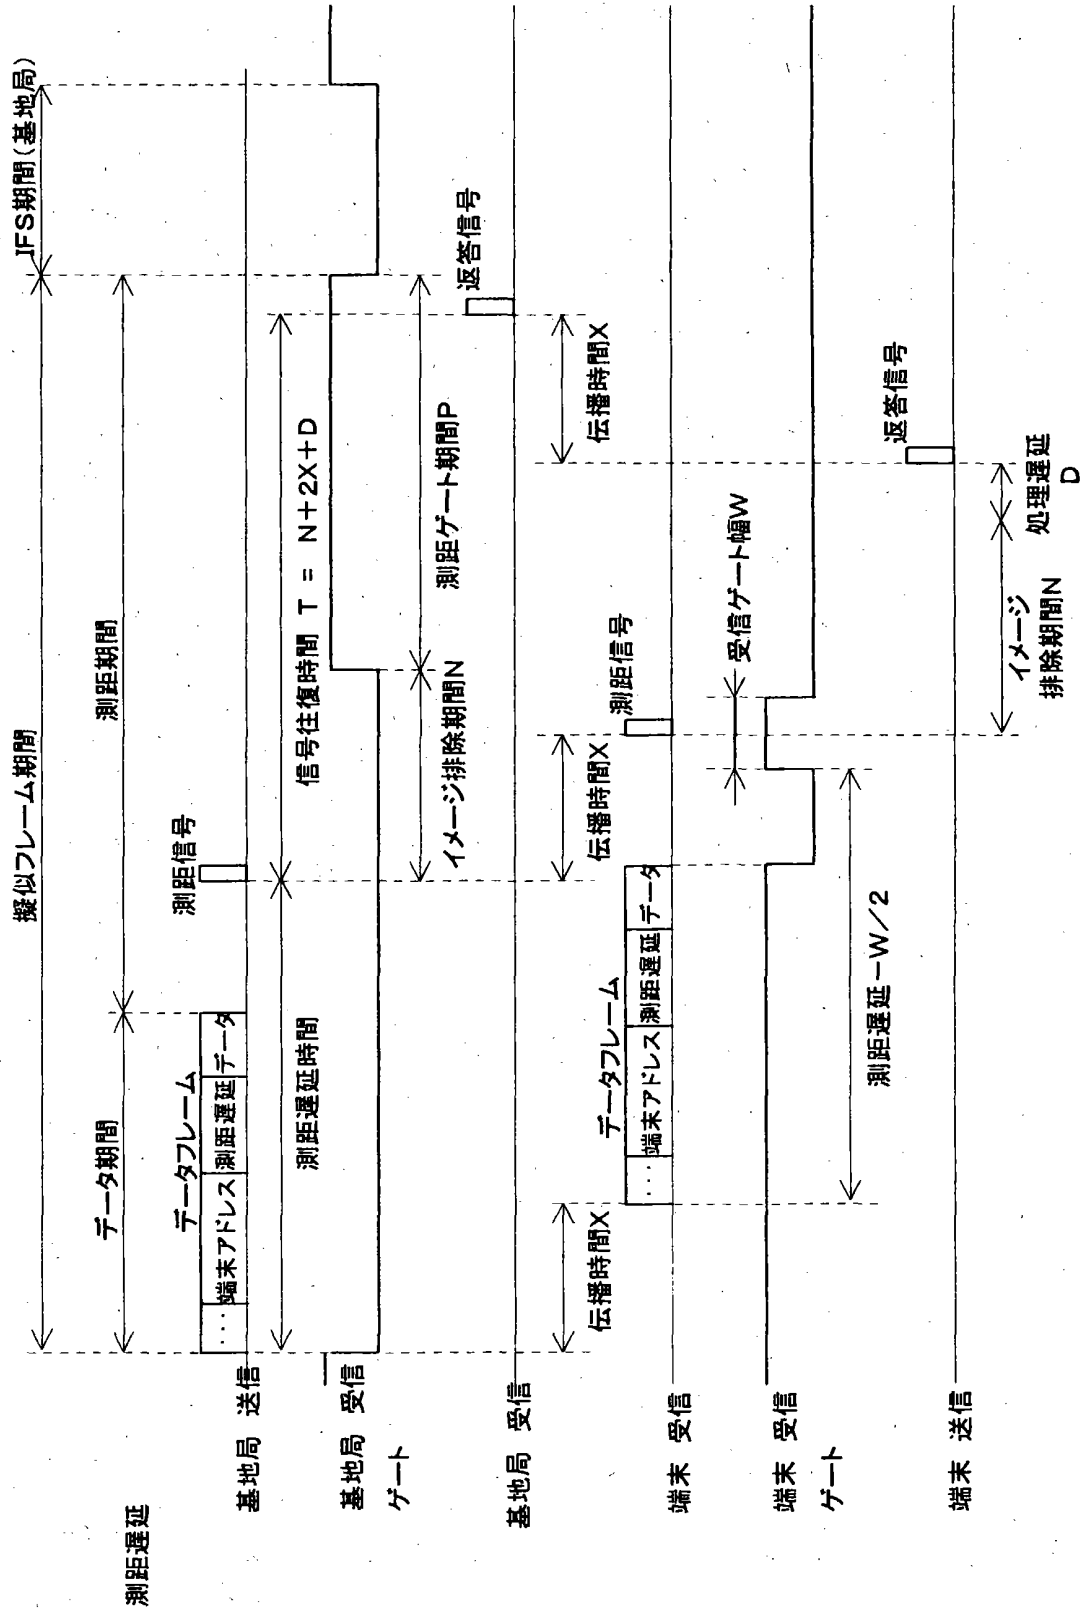 測距遅延
擬似フレーム期間
IFS期間(基地局)
データ期間
測距期間
データフレーム
測距信号
基地局 送信
・・・
端末アドレス
測距遅延
データ
測距遅延時間
信号往復時間 T = N+2X+D
基地局 受信
ゲート
イメージ排除期間N
測距ゲート期間P
返答信号
基地局 受信
伝播時間X
伝播時間X
伝播時間X
データフレーム
測距信号
端末 受信
・・・
端末アドレス
測距遅延
データ
受信ゲート幅W
端末 受信
ゲート
測距遅延-W/2
返答信号
端末 送信
イメージ
排除期間N
処理遅延
D